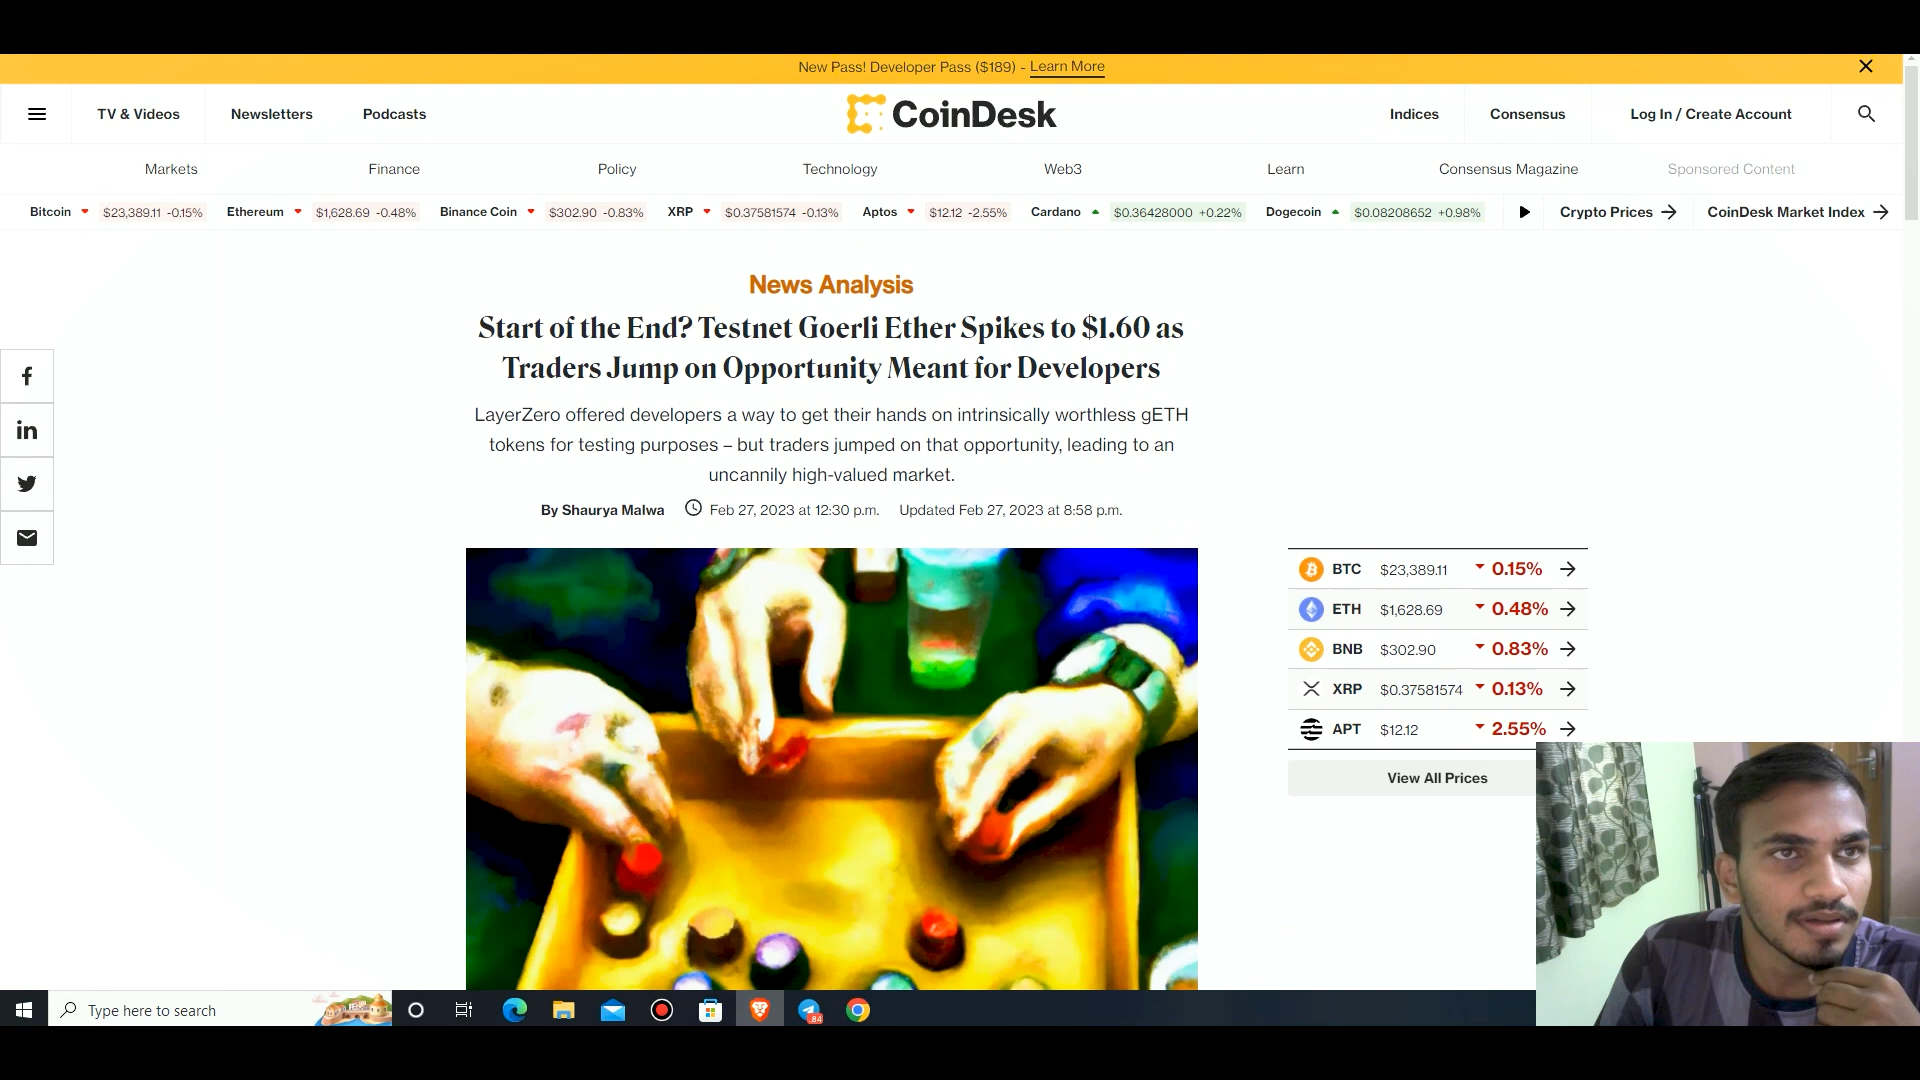 New Pass! Developer Pass ($189) - Learn More
TV & Videos
Newsletters
Podcasts
CoinDesk
Indices
Consensus
Log In / Create Account
Markets
Finance
Policy
Technology
Web3
Learn
Consensus Magazine
Sponsored Content
Bitcoin $23,389.11 -0.15%
Ethereum $1,628.69 -0.48%
Binance Coin $302.90 -0.83%
XRP $0.37581574 -0.13%
Aptos $12.12 -2.55%
Cardano $0.36428000 +0.22%
Dogecoin $0.08208652 +0.98%
Crypto Prices
CoinDesk Market Index
News Analysis
Start of the End? Testnet Goerli Ether Spikes to $1.60 as
Traders Jump on Opportunity Meant for Developers
LayerZero offered developers a way to get their hands on intrinsically worthless gETH
tokens for testing purposes – but traders jumped on that opportunity, leading to an
uncannily high-valued market.
By Shaurya Malwa Feb 27, 2023 at 12:30 p.m. Updated Feb 27, 2023 at 8:58 p.m.
BTC $23,389.11 0.15%
ETH $1,628.69 0.48%
BNB $302.90 0.83%
XRP $0.37581574 0.13%
APT $12.12 2.55%
View All Prices
Type here to search
84